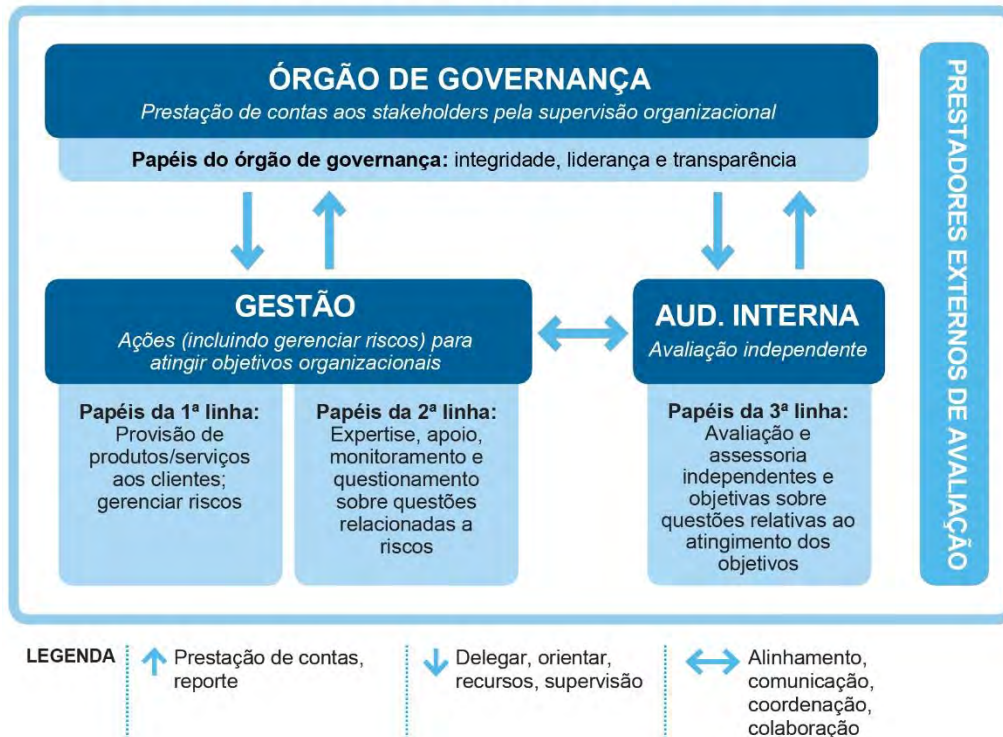 ÓRGÃO DE GOVERNANÇA
Prestação de contas aos stakeholders pela supervisão organizacional
Papéis do órgão de governança: integridade, liderança e transparência
GESTÃO
Ações (incluindo gerenciar riscos) para
atingir objetivos organizacionais
Papéis da 1ª linha:
Provisão de
produtos/serviços
aos clientes;
gerenciar riscos
Papéis da 2ª linha:
Expertise, apoio,
monitoramento e
questionamento
sobre questões
relacionadas a
riscos
AUD. INTERNA
Avaliação independente
Papéis da 3ª linha:
Avaliação e
assessoria
independentes e
objetivas sobre
questões relativas ao
atingimento dos
objetivos
PRESTADORES EXTERNOS DE AVALIAÇÃO
LEGENDA
Prestação de contas,
reporte
Delegar, orientar,
recursos, supervisão
Alinhamento,
comunicação,
coordenação,
colaboração